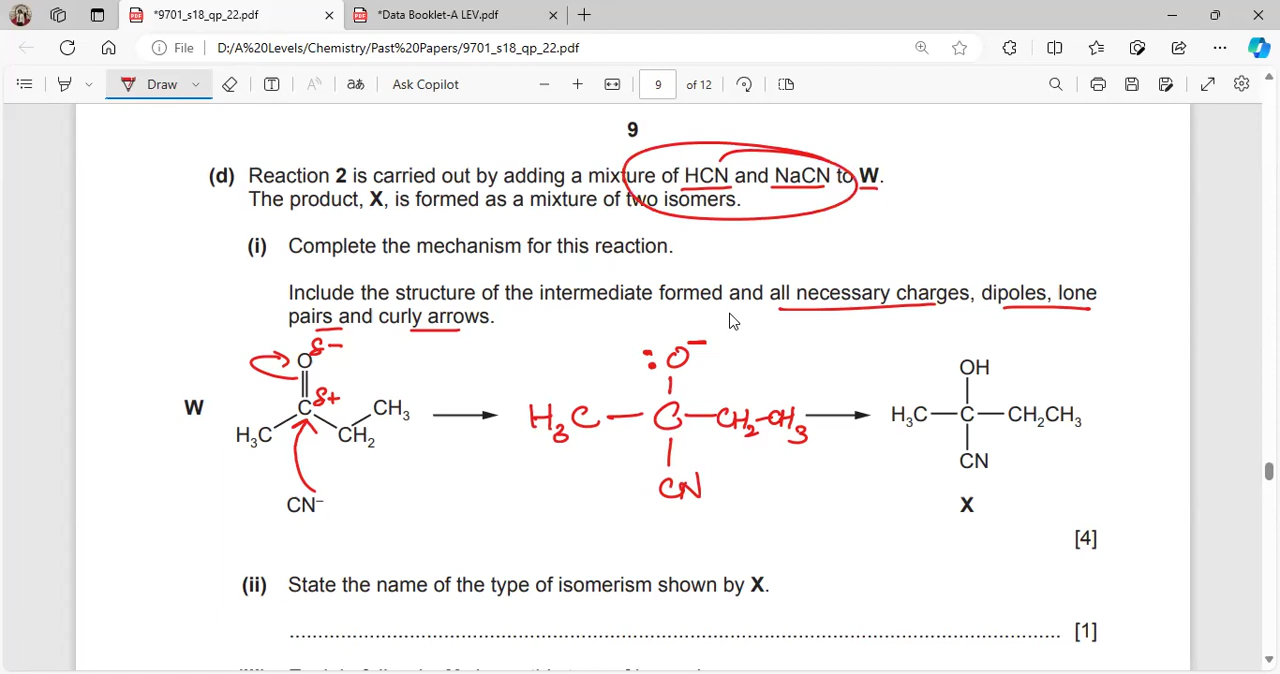 *9701_s18_qp_22.pdf
*Data Booklet-A LEV.pdf
File D:/A%20Levels/Chemistry/Past%20Papers/9701_s18_qp_22.pdf
Draw
Ask Copilot
9 of 12
9
(d) Reaction 2 is carried out by adding a mixture of HCN and NaCN to W.
The product, X, is formed as a mixture of two isomers.
(i) Complete the mechanism for this reaction.
Include the structure of the intermediate formed and all necessary charges, dipoles, lone
pairs and curly arrows.
O δ− :O− OH
W C δ+ CH3 H3C CH2 H3C — C — CH2—CH3 H3C — C — CH2CH3
CN− CN CN
X
[4]
(ii) State the name of the type of isomerism shown by X.
[1]